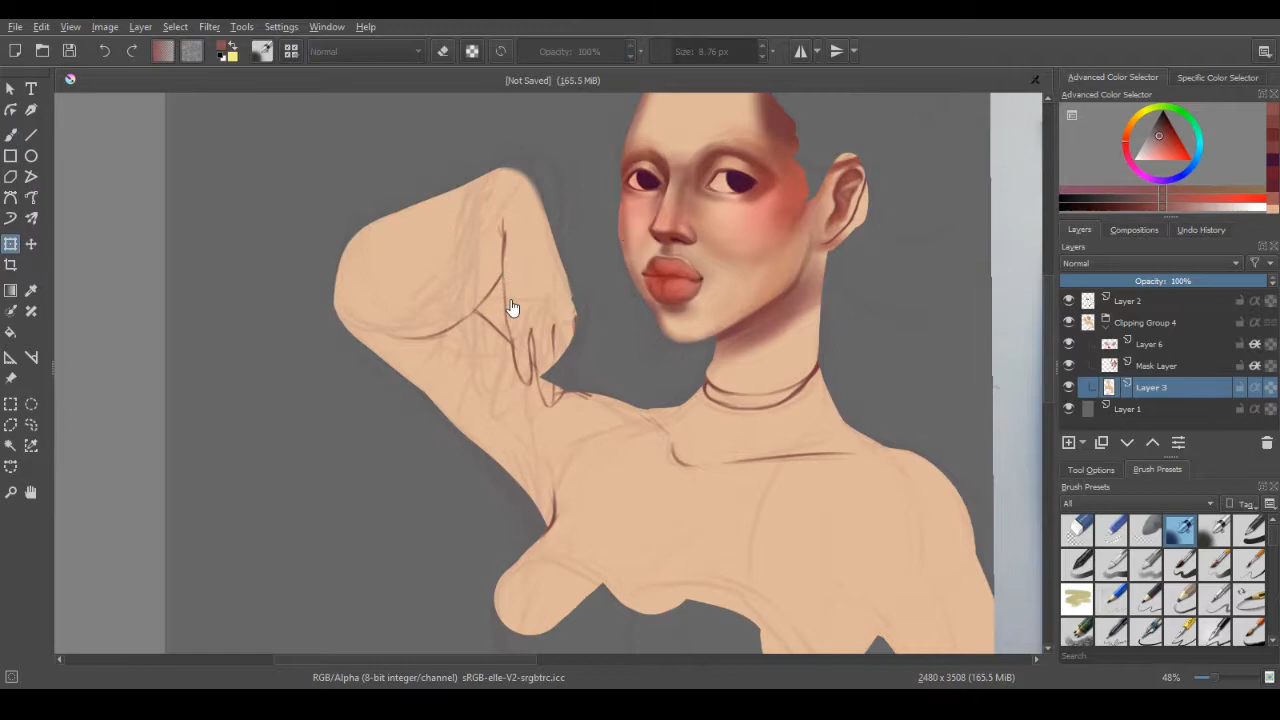 File Edit View Image Layer Select Filter Tools Settings Window Help
Normal Opacity: 100% Size: 8.76 px
[Not Saved] (165.5 MiB)
Advanced Color Selector Specific Color Selector
Advanced Color Selector
Layers Compositions Undo History
Layers
Normal
Opacity: 100%
Layer 2
Clipping Group 4
Layer 6
Mask Layer
Layer 3
Layer 1
Tool Options Brush Presets
Brush Presets
All Tag
Search
RGB/Alpha (8-bit integer/channel) sRGB-elle-V2-srgbtrc.icc 2480 x 3508 (165.5 MiB) 48%